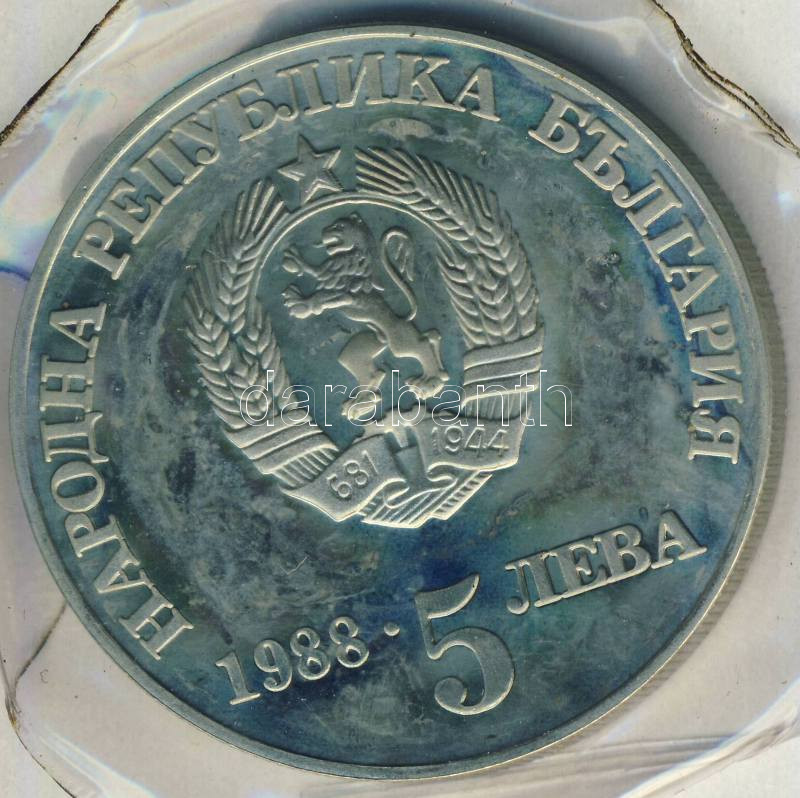 НАРОДНА РЕПУБЛИКА БЪЛГАРИЯ
681 1944
1988 · 5 ЛЕВА
darabanth